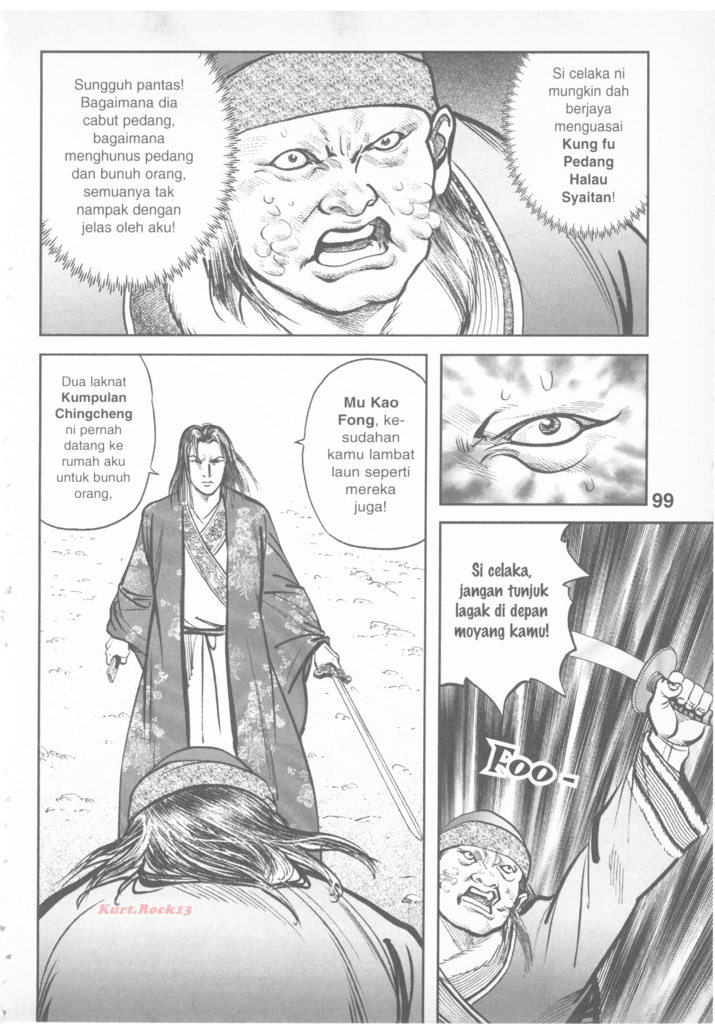 Sungguh pantas!
Bagaimana dia
cabut pedang,
bagaimana
menghunus pedang
dan bunuh orang,
semuanya tak
nampak dengan
jelas oleh aku!
Si celaka ni
mungkin dah
berjaya
menguasai
Kung fu
Pedang
Halau
Syaitan!
Dua laknat
Kumpulan
Chingcheng
ni pernah
datang ke
rumah aku
untuk bunuh
orang,
Mu Kao
Fong, ke-
sudahan
kamu lambat
laun seperti
mereka
juga!
99
Si celaka,
jangan tunjuk
lagak di depan
moyang kamu!
Foo-
Kurt.Rock13